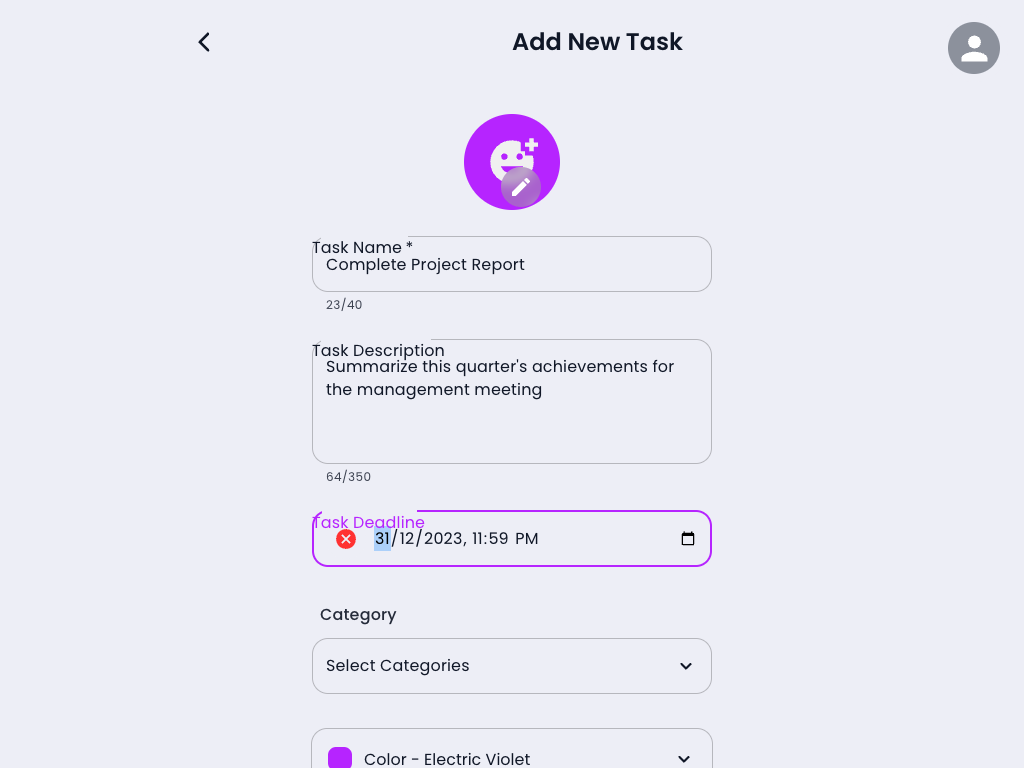 Add New Task
Task Name *
Complete Project Report
23/40
Task Description
Summarize this quarter's achievements for
the management meeting
64/350
Task Deadline
31/12/2023, 11:59 PM
Category
Select Categories
Color - Electric Violet